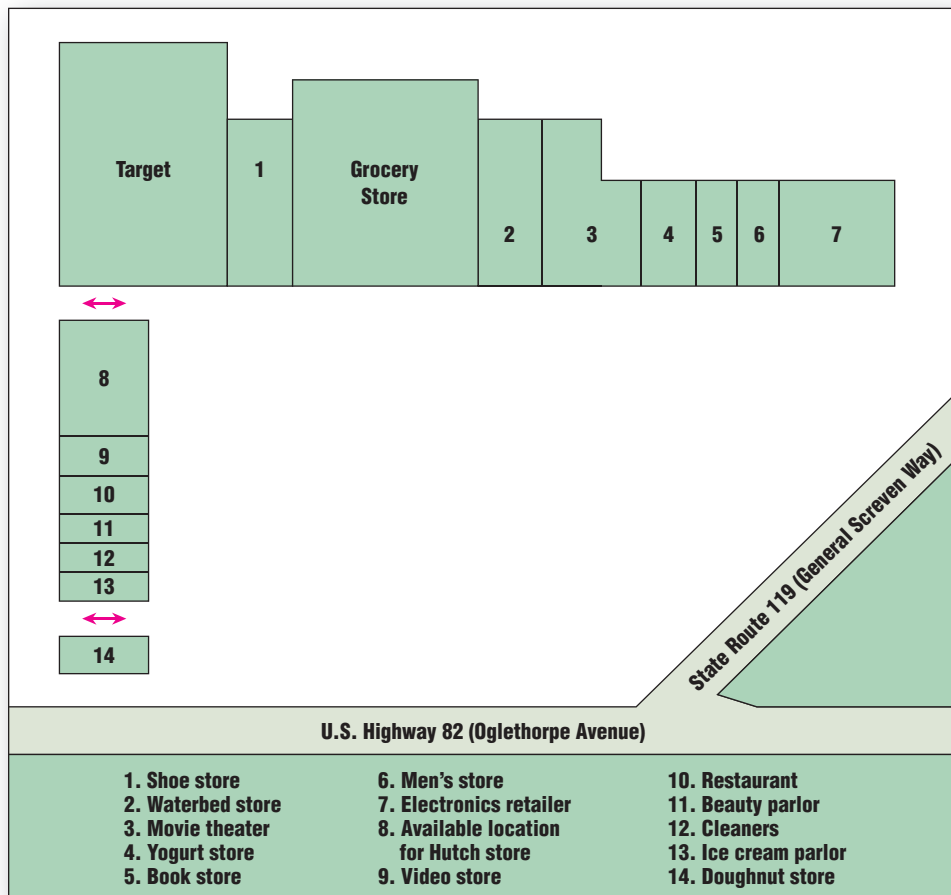 Target
1
Grocery
Store
2
3
4
5
6
7
8
9
10
11
12
13
14
State Route 119 (General Screven Way)
U.S. Highway 82 (Oglethorpe Avenue)
1. Shoe store
2. Waterbed store
3. Movie theater
4. Yogurt store
5. Book store
6. Men's store
7. Electronics retailer
8. Available location
for Hutch store
9. Video store
10. Restaurant
11. Beauty parlor
12. Cleaners
13. Ice cream parlor
14. Doughnut store